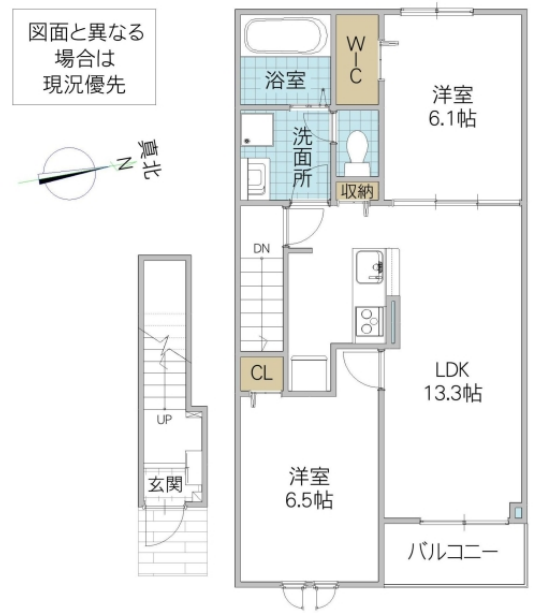 図面と異なる
場合は
現況優先
真北
N
浴室
W-C
洋室
6.1帖
洗面所
収納
DN
LDK
13.3帖
CL
UP
玄関
洋室
6.5帖
バルコニー